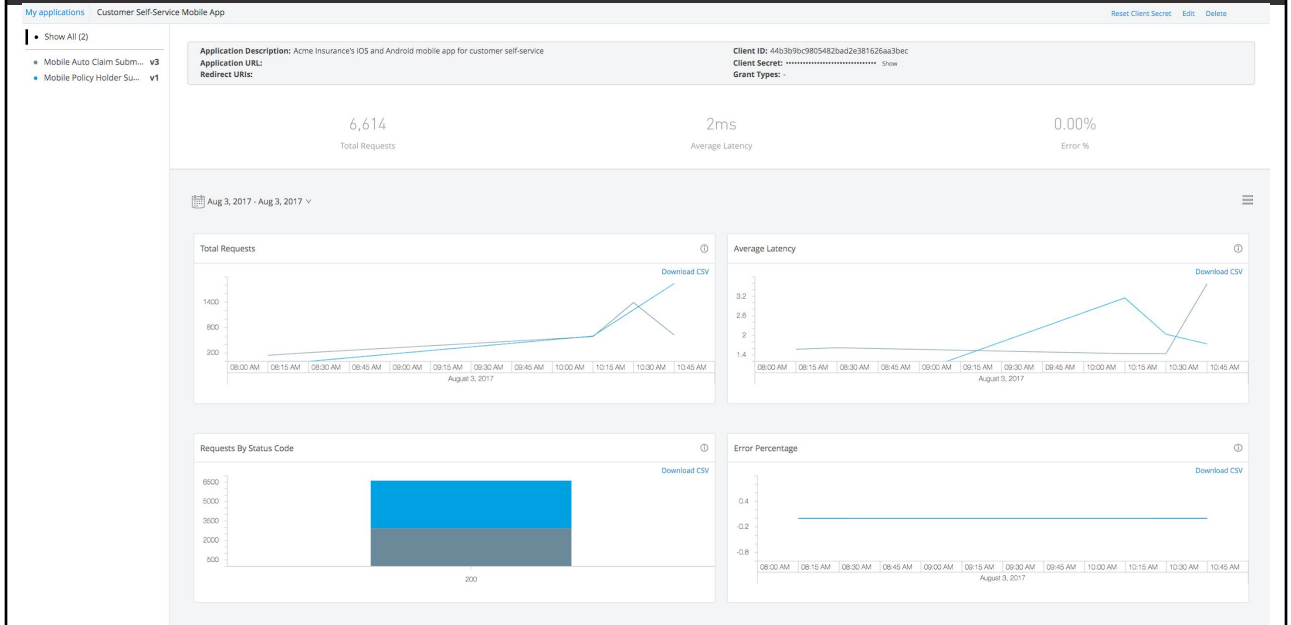 My applications Customer Self-Service Mobile App
Reset Client Secret Edit Delete
Show All (2)
Mobile Auto Claim Subm... v3
Mobile Policy Holder Su... v1
Application Description: Acme Insurance's iOS and Android mobile app for customer self-service
Application URL:
Redirect URIs:
Client ID: 44b3b9bc9805482bad2e381626aa3bec
Client Secret: •••••••••••••••••••••••••••••••• Show
Grant Types: -
6,614
Total Requests
2ms
Average Latency
0.00%
Error %
Aug 3, 2017 - Aug 3, 2017
Total Requests
Download CSV
1400
800
200
08:00 AM 08:15 AM 08:30 AM 08:45 AM 09:00 AM 09:15 AM 09:30 AM 09:45 AM 10:00 AM 10:15 AM 10:30 AM 10:45 AM
August 3, 2017
Average Latency
Download CSV
3.2
2.6
2
1.4
08:00 AM 08:15 AM 08:30 AM 08:45 AM 09:00 AM 09:15 AM 09:30 AM 09:45 AM 10:00 AM 10:15 AM 10:30 AM 10:45 AM
August 3, 2017
Requests By Status Code
Download CSV
6500
5000
3500
2000
500
200
Error Percentage
Download CSV
0.4
-0.2
-0.8
08:00 AM 08:15 AM 08:30 AM 08:45 AM 09:00 AM 09:15 AM 09:30 AM 09:45 AM 10:00 AM 10:15 AM 10:30 AM 10:45 AM
August 3, 2017